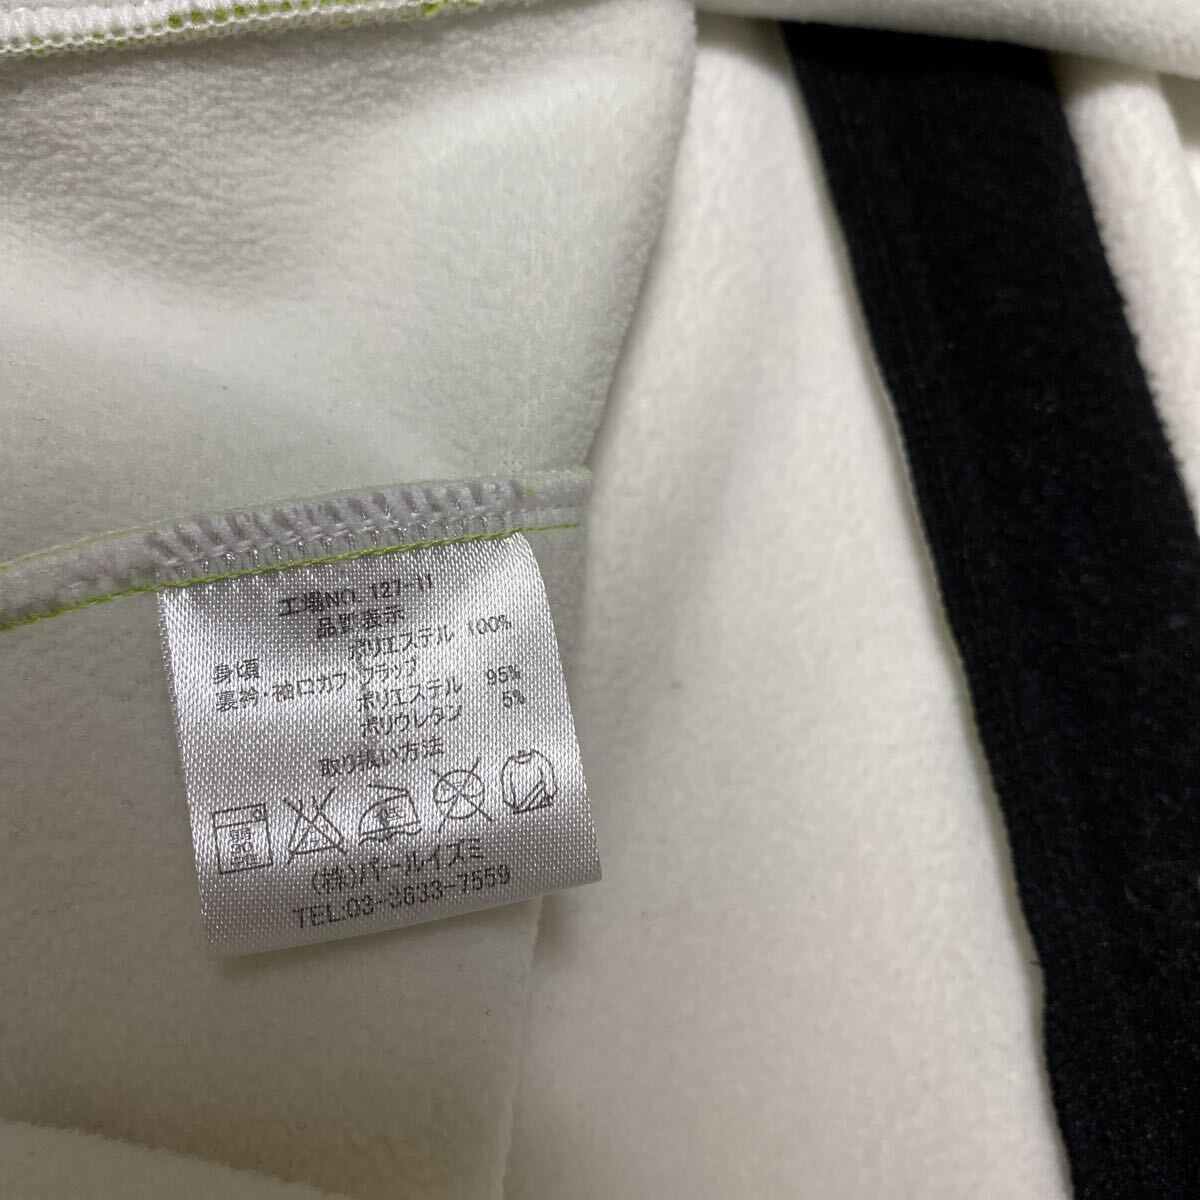 工場NO. 127-11
品質表示
身頃 ポリエステル 100%
裏衿・袖口カフ・フラップ
ポリエステル 95%
ポリウレタン 5%
取り扱い方法
(株)パールイズミ
TEL.03-3633-7559